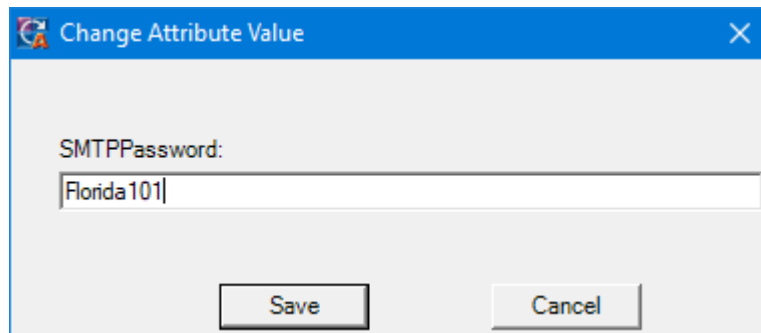 Change Attribute Value
SMTPPassword:
Florida101
Save Cancel